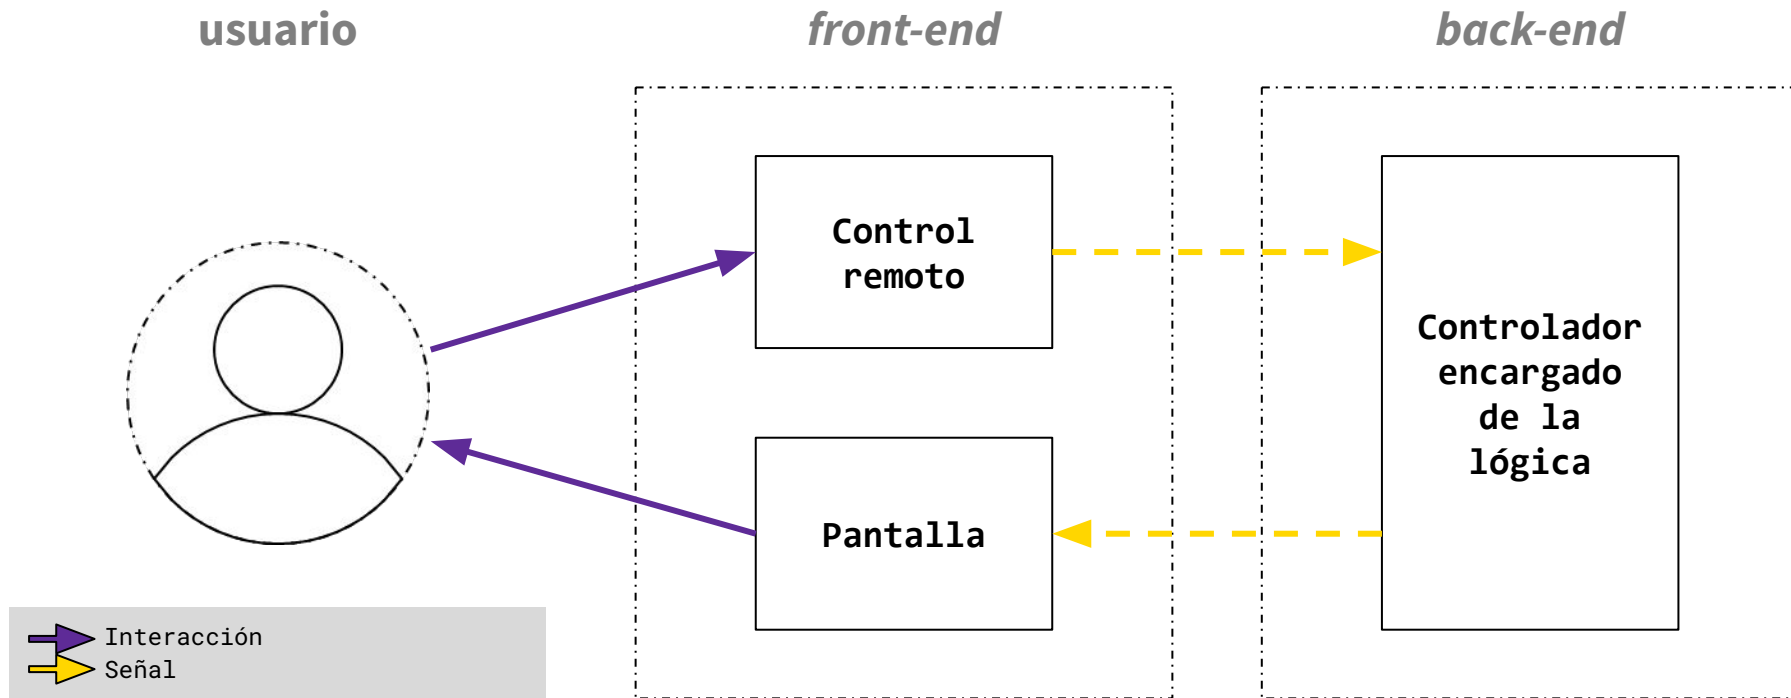 usuario
front-end
back-end
Control
remoto
Controlador
encargado
de la
lógica
Pantalla
Interacción
Señal